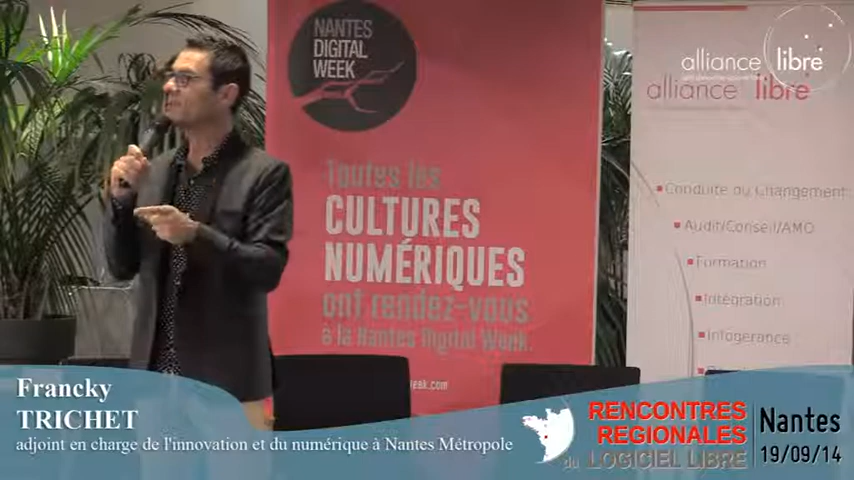 NANTES
DIGITAL
WEEK
Toutes les
CULTURES
NUMÉRIQUES
ont rendez-vous
à la Nantes Digital Week.
alliance libre
alliance libre
Conduite du Changement
Audit/Conseil/AMO
Formation
Intégration
Infogérance
Francky
TRICHET
adjoint en charge de l'innovation et du numérique à Nantes Métropole
RENCONTRES
REGIONALES
du LOGICIEL LIBRE
Nantes
19/09/14